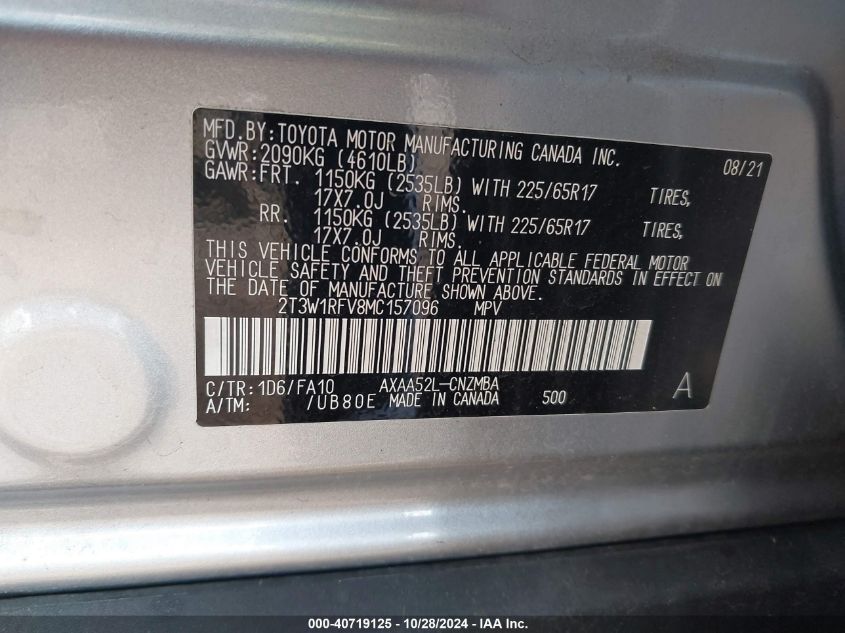 MFD.BY:TOYOTA MOTOR MANUFACTURING CANADA INC.
GVWR:2090KG (4610LB) 08/21
GAWR:FRT. 1150KG (2535LB) WITH 225/65R17 TIRES,
17X7.0J RIMS.
RR. 1150KG (2535LB) WITH 225/65R17 TIRES,
17X7.0J RIMS.
THIS VEHICLE CONFORMS TO ALL APPLICABLE FEDERAL MOTOR
VEHICLE SAFETY AND THEFT PREVENTION STANDARDS IN EFFECT ON
THE DATE OF MANUFACTURE SHOWN ABOVE.
2T3W1RFV8MC157096 MPV
C/TR:1D6/FA10 AXAA52L-CNZMBA
A/TM: /UB80E MADE IN CANADA 500 A
000-40719125 - 10/28/2024 - IAA Inc.